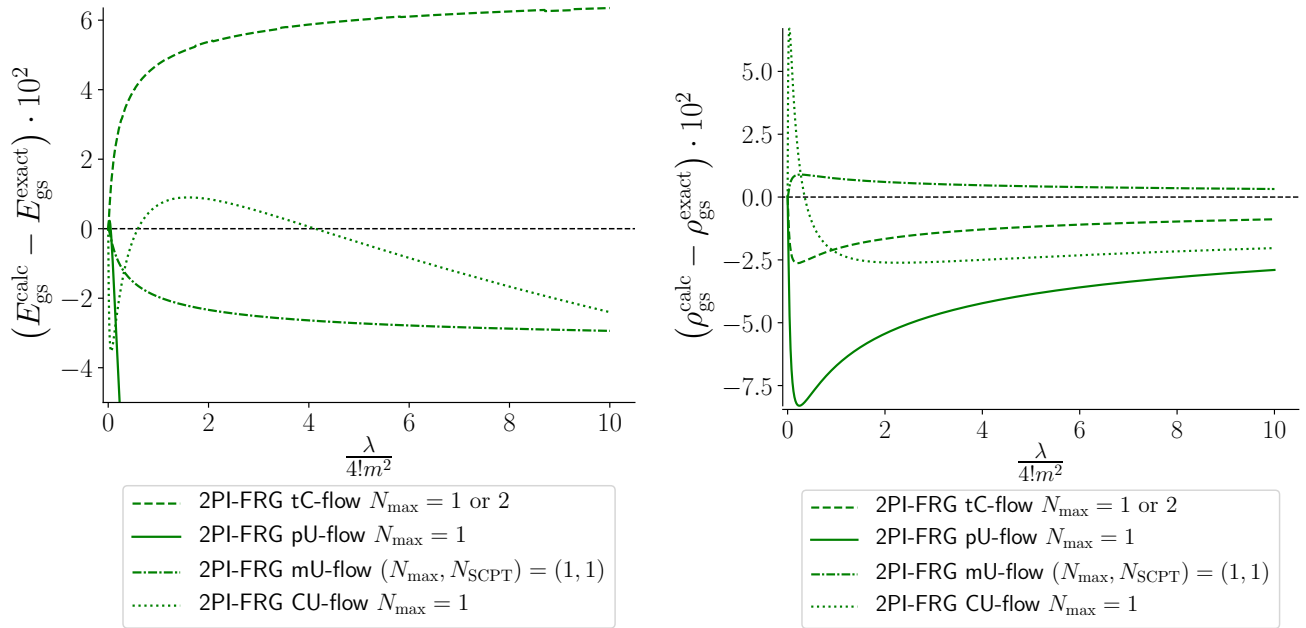 (E_gs^calc − E_gs^exact) · 10^2
6
4
2
0
−2
−4
0 2 4 6 8 10
λ
4!m^2
2PI-FRG tC-flow N_max = 1 or 2
2PI-FRG pU-flow N_max = 1
2PI-FRG mU-flow (N_max, N_SCPT) = (1, 1)
2PI-FRG CU-flow N_max = 1
(ρ_gs^calc − ρ_gs^exact) · 10^2
5.0
2.5
0.0
−2.5
−5.0
−7.5
0 2 4 6 8 10
λ
4!m^2
2PI-FRG tC-flow N_max = 1 or 2
2PI-FRG pU-flow N_max = 1
2PI-FRG mU-flow (N_max, N_SCPT) = (1, 1)
2PI-FRG CU-flow N_max = 1